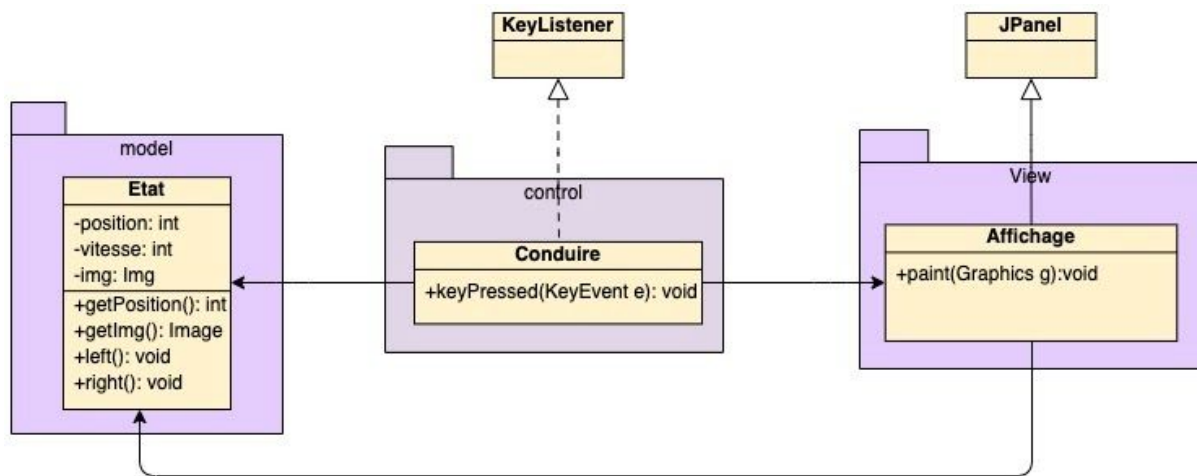 KeyListener
JPanel
model
Etat
-position: int
-vitesse: int
-img: Img
+getPosition(): int
+getImg(): Image
+left(): void
+right(): void
control
Conduire
+keyPressed(KeyEvent e): void
View
Affichage
+paint(Graphics g):void